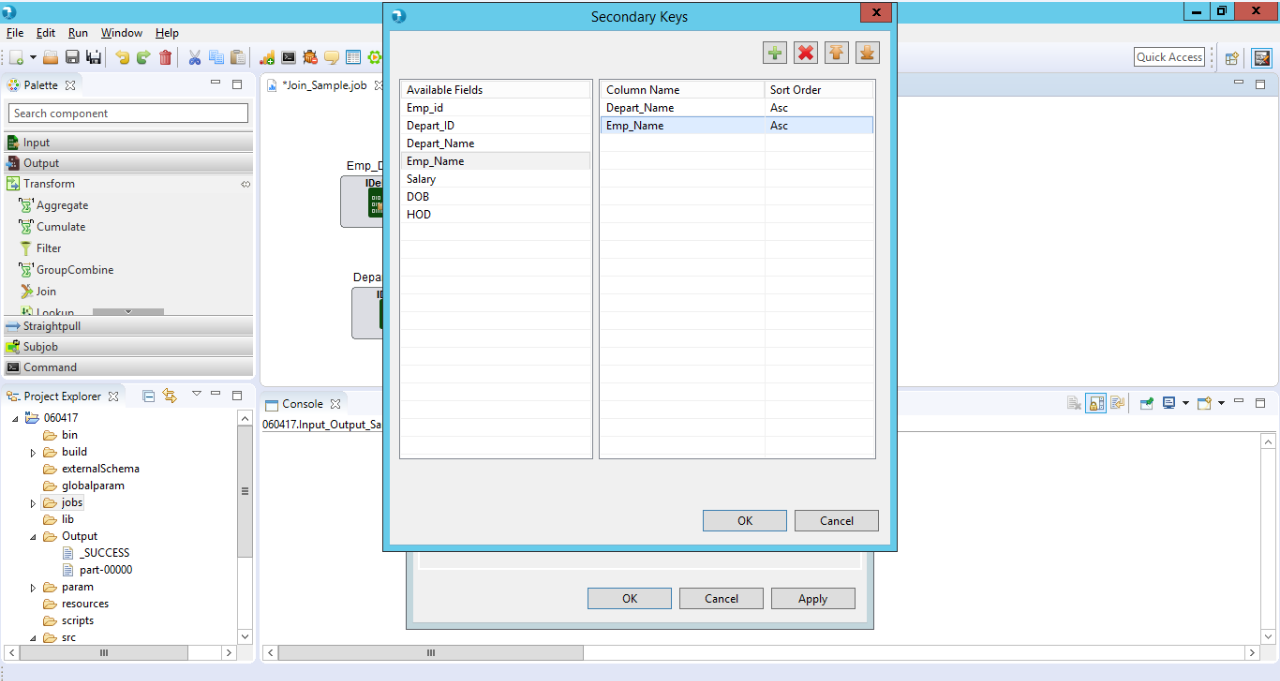 Secondary Keys
File Edit Run Window Help
Quick Access
Palette
*Join_Sample.job
Search component
Input
Output
Transform
Aggregate
Cumulate
Filter
GroupCombine
Join
Lookup
Straightpull
Subjob
Command
Emp_D
IDe
Depa
Available Fields
Emp_id
Depart_ID
Depart_Name
Emp_Name
Salary
DOB
HOD
Column Name Sort Order
Depart_Name Asc
Emp_Name Asc
OK Cancel
OK Cancel Apply
Project Explorer
060417
bin
build
externalSchema
globalparam
jobs
lib
Output
_SUCCESS
part-00000
param
resources
scripts
src
Console
060417.Input_Output_Sa